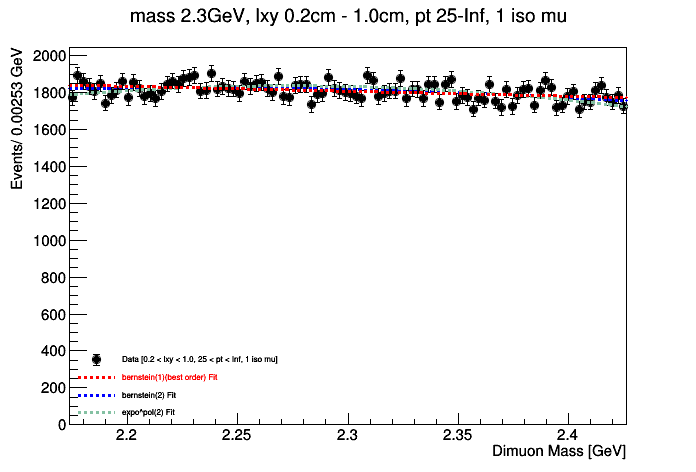 mass 2.3GeV, lxy 0.2cm - 1.0cm, pt 25-Inf, 1 iso mu
Events/ 0.00253 GeV
2000
1800
1600
1400
1200
1000
800
600
400
200
0
Data [0.2 < lxy < 1.0, 25 < pt < Inf, 1 iso mu]
bernstein(1)(best order) Fit
bernstein(2) Fit
expo^pol(2) Fit
2.2 2.25 2.3 2.35 2.4
Dimuon Mass [GeV]